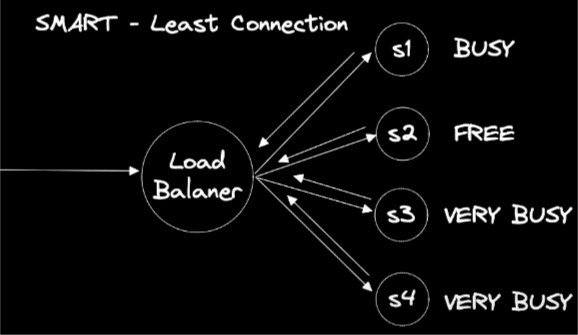 SMART - Least Connection
s1 BUSY
s2 FREE
Load
Balaner
s3 VERY BUSY
s4 VERY BUSY